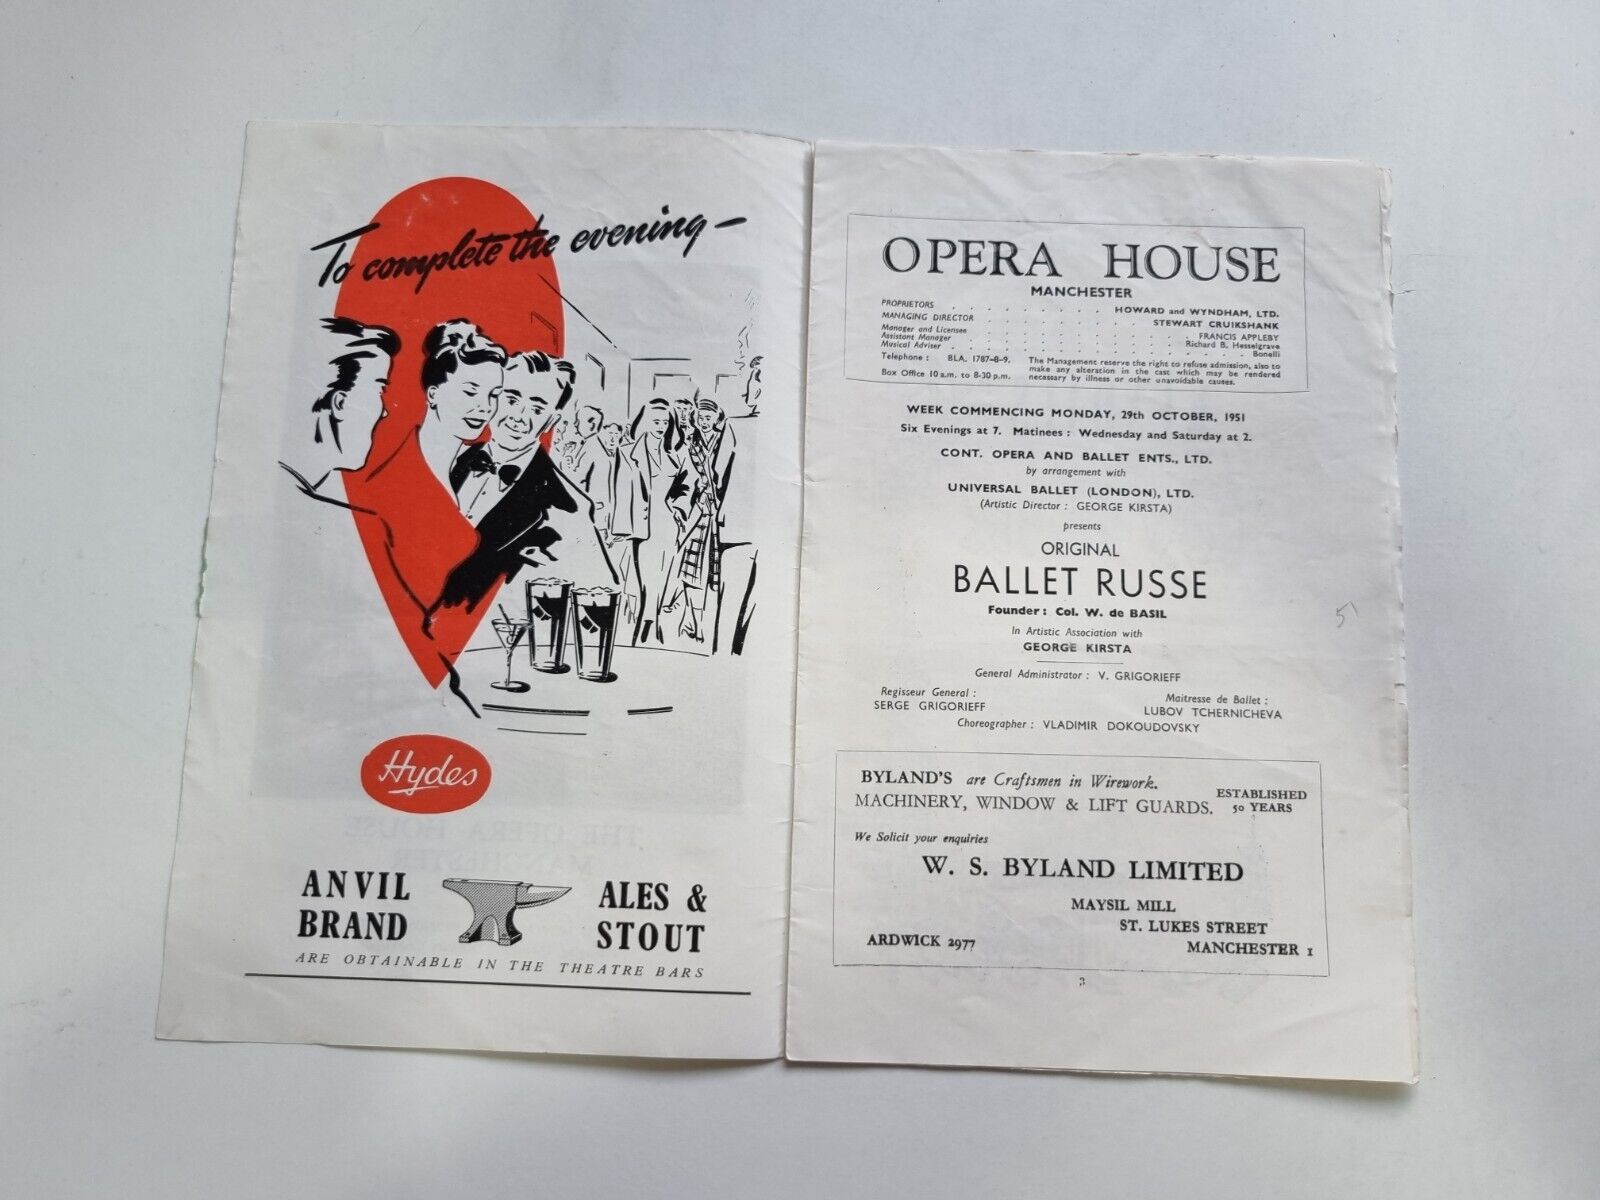 To complete the evening—
Hydes
ANVIL BRAND
ALES & STOUT
ARE OBTAINABLE IN THE THEATRE BARS
OPERA HOUSE
MANCHESTER
PROPRIETORS . . . . . . . HOWARD and WYNDHAM, LTD.
MANAGING DIRECTOR . . . . . . . STEWART CRUIKSHANK
Manager and Licensee . . . . . . . FRANCIS APPLEBY
Assistant Manager . . . . . . . Richard B. Hesselgrave
Musical Adviser . . . . . . . Bonelli
Telephone : BLA. 1787-8-9.
Box Office 10 a.m. to 8-30 p.m.
The Management reserve the right to refuse admission, also to
make any alteration in the cast which may be rendered
necessary by illness or other unavoidable causes.
WEEK COMMENCING MONDAY, 29th OCTOBER, 1951
Six Evenings at 7. Matinees : Wednesday and Saturday at 2.
CONT. OPERA AND BALLET ENTS., LTD.
by arrangement with
UNIVERSAL BALLET (LONDON), LTD.
(Artistic Director : GEORGE KIRSTA)
presents
ORIGINAL
BALLET RUSSE
Founder : Col. W. de BASIL
In Artistic Association with
GEORGE KIRSTA
General Administrator : V. GRIGORIEFF
Regisseur General :
SERGE GRIGORIEFF
Maitresse de Ballet :
LUBOV TCHERNICHEVA
Choreographer : VLADIMIR DOKOUDOVSKY
51
BYLAND'S are Craftsmen in Wirework.
MACHINERY, WINDOW & LIFT GUARDS.
ESTABLISHED
50 YEARS
We Solicit your enquiries
W. S. BYLAND LIMITED
MAYSIL MILL
ST. LUKES STREET
ARDWICK 2977 MANCHESTER 1
3